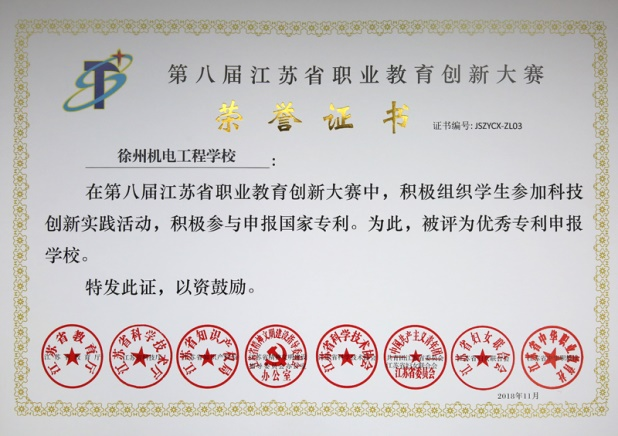 第八届江苏省职业教育创新大赛
荣誉证书
证书编号: JSZYCX-ZL03
徐州机电工程学校 :
在第八届江苏省职业教育创新大赛中，积极组织学生参加科技
创新实践活动，积极参与申报国家专利。为此，被评为优秀专利申报
学校。
特发此证，以资鼓励。
江苏省教育厅
江苏省科学技术厅
江苏省知识产权局
办公室
江苏省科学技术协会
江苏省委员会
江苏省妇女联合会
江苏省中华职业教育社
2018年11月